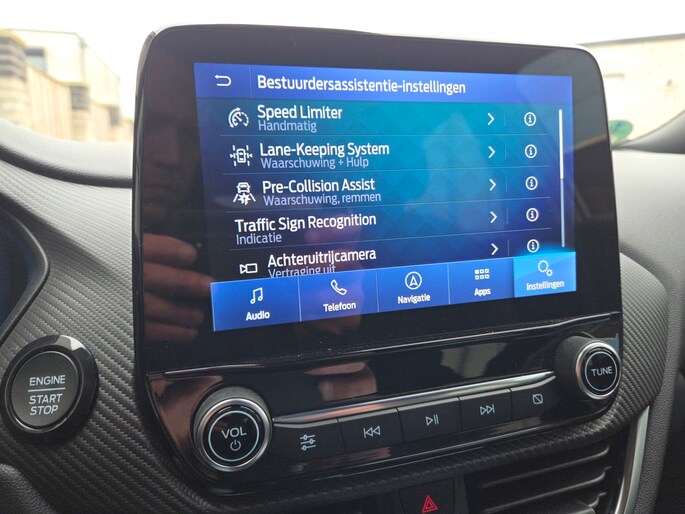 Bestuurdersassistentie-instellingen
Speed Limiter
Handmatig
Lane-Keeping System
Waarschuwing + Hulp
Pre-Collision Assist
Waarschuwing, remmen
Traffic Sign Recognition
Indicatie
Achteruitrijcamera
Vertraging uit
Audio
Telefoon
Navigatie
Apps
Instellingen
ENGINE
START
STOP
VOL
TUNE